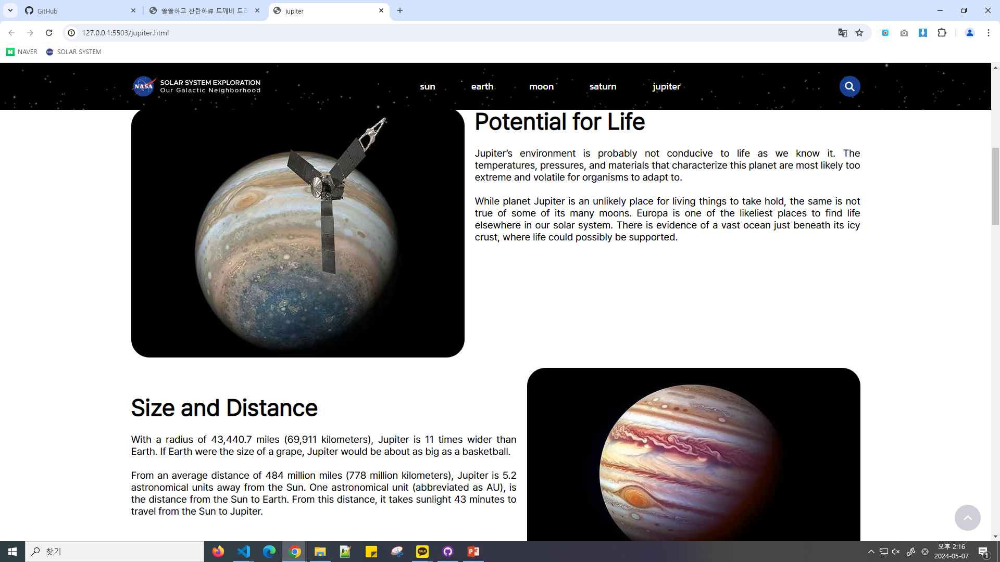 GitHub
쓸쓸하고 찬란하神 도깨비 드라
jupiter
127.0.0.1:5503/jupiter.html
NAVER
SOLAR SYSTEM
NASA
SOLAR SYSTEM EXPLORATION
Our Galactic Neighborhood
sun
earth
moon
saturn
jupiter
Potential for Life
Jupiter’s environment is probably not conducive to life as we know it. The
temperatures, pressures, and materials that characterize this planet are most likely too
extreme and volatile for organisms to adapt to.
While planet Jupiter is an unlikely place for living things to take hold, the same is not
true of some of its many moons. Europa is one of the likeliest places to find life
elsewhere in our solar system. There is evidence of a vast ocean just beneath its icy
crust, where life could possibly be supported.
Size and Distance
With a radius of 43,440.7 miles (69,911 kilometers), Jupiter is 11 times wider than
Earth. If Earth were the size of a grape, Jupiter would be about as big as a basketball.
From an average distance of 484 million miles (778 million kilometers), Jupiter is 5.2
astronomical units away from the Sun. One astronomical unit (abbreviated as AU), is
the distance from the Sun to Earth. From this distance, it takes sunlight 43 minutes to
travel from the Sun to Jupiter.
찾기
TALK
오후 2:16
2024-05-07
1